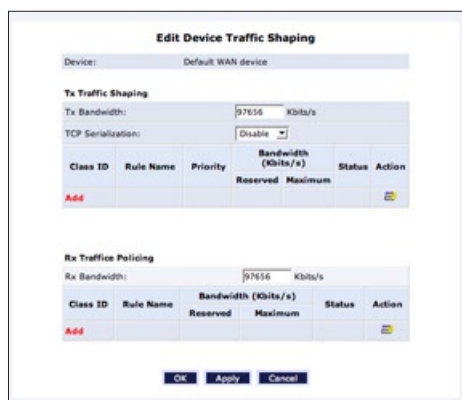 Edit Device Traffic Shaping
Device: Default WAN device
Tx Traffic Shaping
Tx Bandwidth: 97656 Kbits/s
TCP Serialization: Disable
Class ID Rule Name Priority Bandwidth (Kbits/s) Status Action
Reserved Maximum
Add
Rx Traffice Policing
Rx Bandwidth: 97656 Kbits/s
Class ID Rule Name Bandwidth (Kbits/s) Status Action
Reserved Maximum
Add
OK Apply Cancel